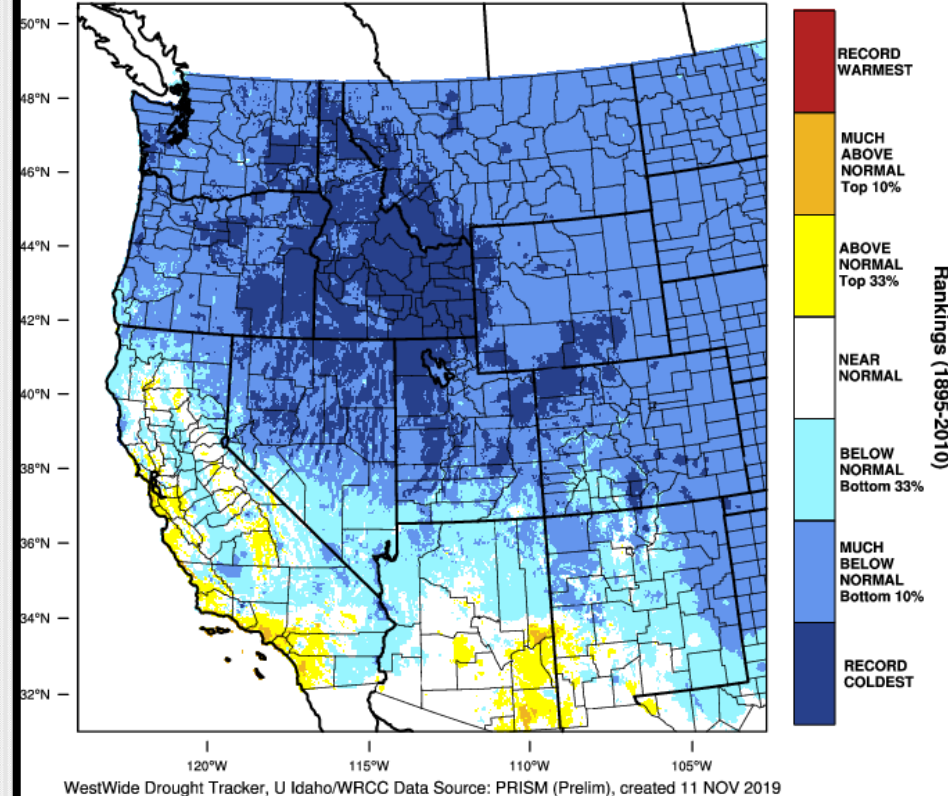 50°N
48°N
46°N
44°N
42°N
40°N
38°N
36°N
34°N
32°N
120°W
115°W
110°W
105°W
RECORD
WARMEST
MUCH
ABOVE
NORMAL
Top 10%
ABOVE
NORMAL
Top 33%
NEAR
NORMAL
BELOW
NORMAL
Bottom 33%
MUCH
BELOW
NORMAL
Bottom 10%
RECORD
COLDEST
Rankings (1895-2010)
WestWide Drought Tracker, U Idaho/WRCC Data Source: PRISM (Prelim), created 11 NOV 2019